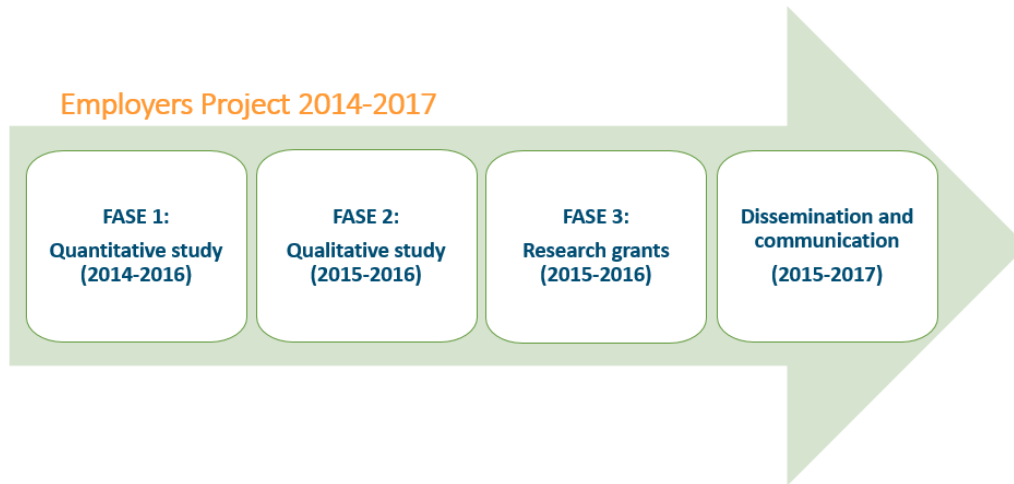 Employers Project 2014-2017
FASE 1:
Quantitative study
(2014-2016)
FASE 2:
Qualitative study
(2015-2016)
FASE 3:
Research grants
(2015-2016)
Dissemination and
communication
(2015-2017)